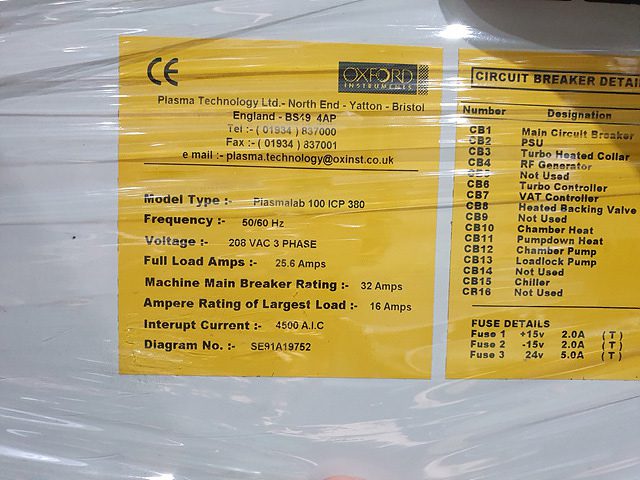 CE
OXFORD
INSTRUMENTS
Plasma Technology Ltd.- North End - Yatton - Bristol
England - BS49 4AP
Tel :- ( 01934 ) 837000
Fax :- ( 01934 ) 837001
e mail :- plasma.technology@oxinst.co.uk
Model Type :- Plasmalab 100 ICP 380
Frequency :- 50/60 Hz
Voltage :- 208 VAC 3 PHASE
Full Load Amps :- 25.6 Amps
Machine Main Breaker Rating :- 32 Amps
Ampere Rating of Largest Load :- 16 Amps
Interupt Current :- 4500 A.I.C
Diagram No. :- SE91A19752
CIRCUIT BREAKER DETAI
Number Designation
CB1 Main Circuit Breaker
CB2 PSU
CB3 Turbo Heated Collar
CB4 RF Generator
CB5 Not Used
CB6 Turbo Controller
CB7 VAT Controller
CB8 Heated Backing Valve
CB9 Not Used
CB10 Chamber Heat
CB11 Pumpdown Heat
CB12 Chamber Pump
CB13 Loadlock Pump
CB14 Not Used
CB15 Chiller
CB16 Not Used
FUSE DETAILS
Fuse 1 +15v 2.0A ( T )
Fuse 2 -15v 2.0A ( T )
Fuse 3 24v 5.0A ( T )